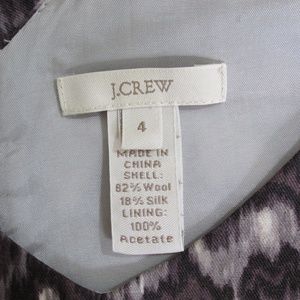 J.CREW
4
MADE IN
CHINA
SHELL:
82% Wool
18% Silk
LINING:
100%
Acetate